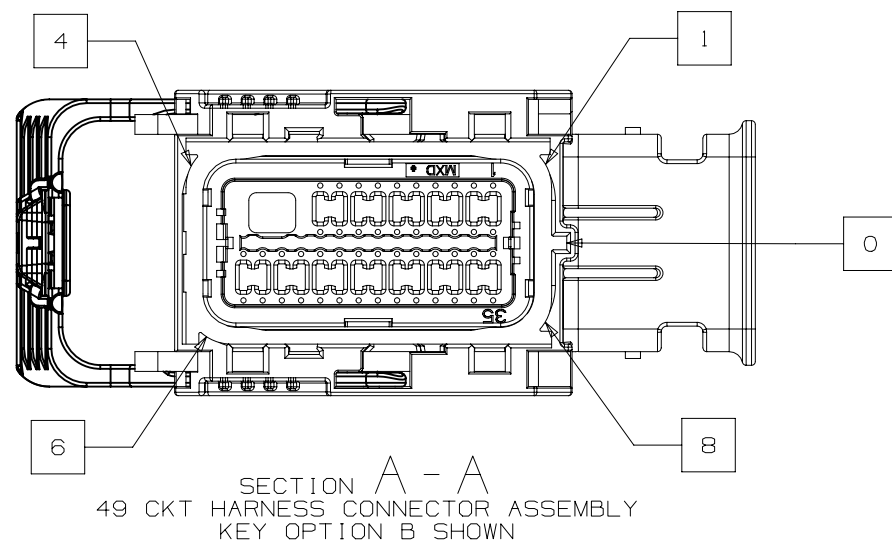 4
1
MXD
1
0
35
6
8
SECTION A-A
49 CKT HARNESS CONNECTOR ASSEMBLY
KEY OPTION B SHOWN